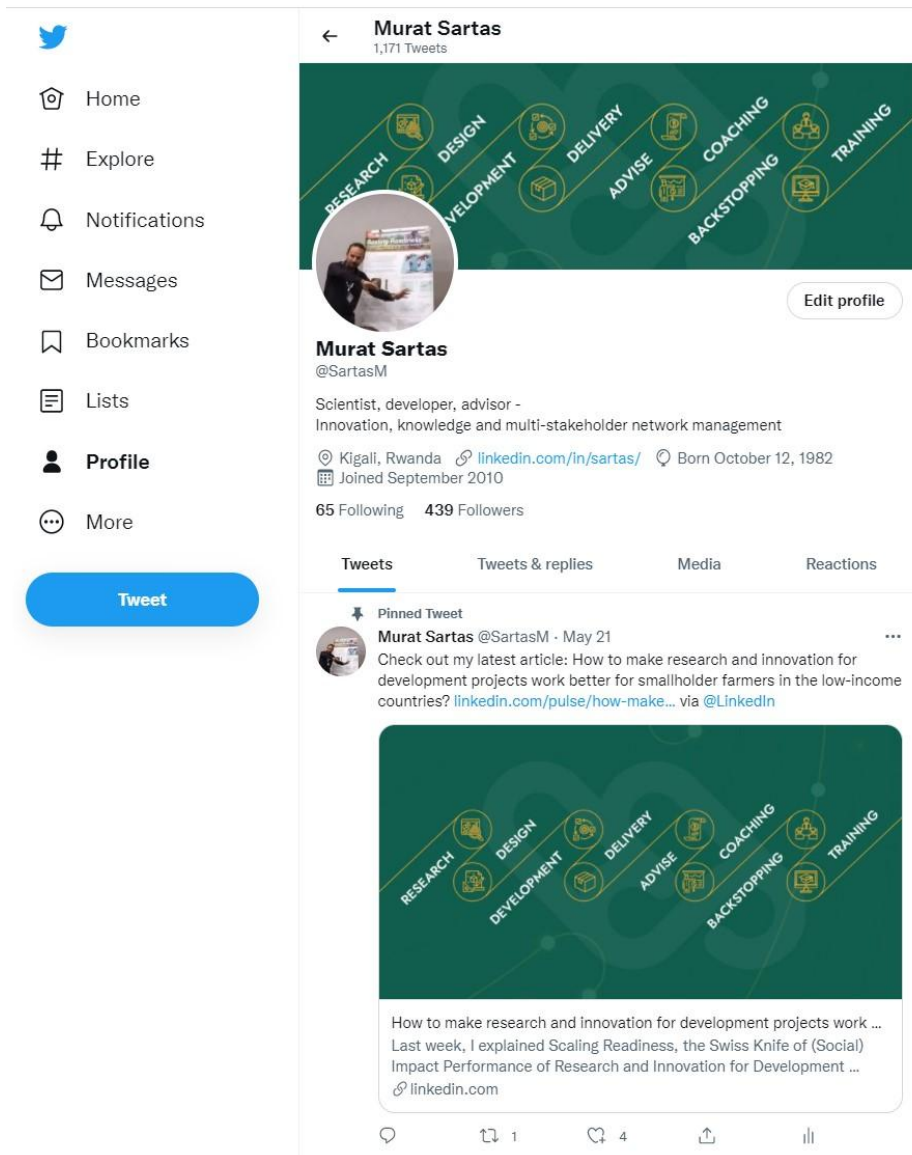 Murat Sartas
1,171 Tweets
Home
Explore
Notifications
Messages
Bookmarks
Lists
Profile
More
Tweet
RESEARCH
DESIGN
DELIVERY
ADVISE
COACHING
BACKSTOPPING
TRAINING
Edit profile
Murat Sartas
@SartasM
Scientist, developer, advisor -
Innovation, knowledge and multi-stakeholder network management
Kigali, Rwanda linkedin.com/in/sartas/ Born October 12, 1982
Joined September 2010
65 Following 439 Followers
Tweets Tweets & replies Media Reactions
Pinned Tweet
Murat Sartas @SartasM · May 21
Check out my latest article: How to make research and innovation for
development projects work better for smallholder farmers in the low-income
countries? linkedin.com/pulse/how-make... via @LinkedIn
RESEARCH
DESIGN
DEVELOPMENT
DELIVERY
ADVISE
COACHING
BACKSTOPPING
TRAINING
How to make research and innovation for development projects work ...
Last week, I explained Scaling Readiness, the Swiss Knife of (Social)
Impact Performance of Research and Innovation for Development ...
linkedin.com
1 4